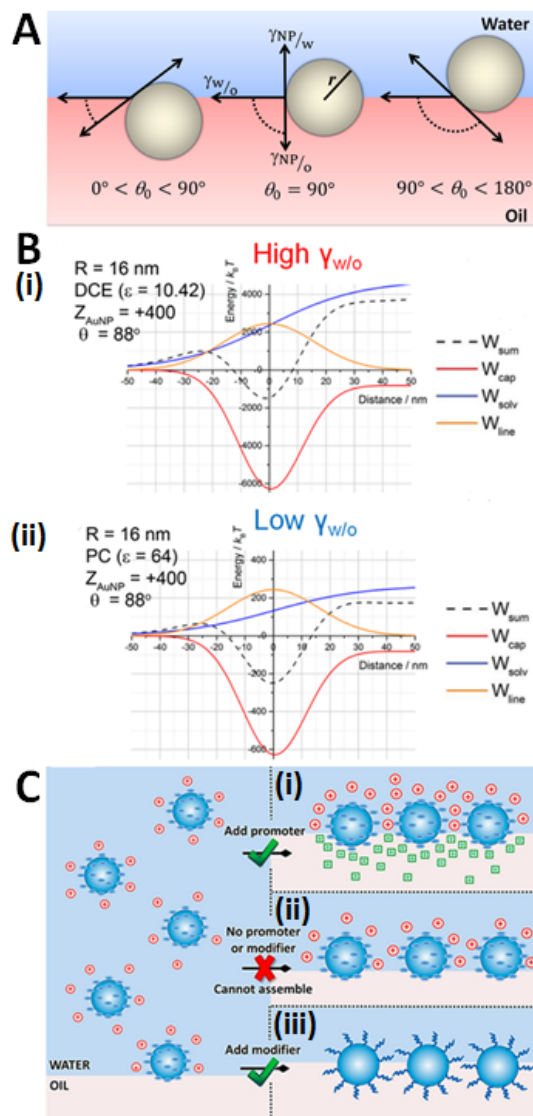 A
Water
γNP/w
γw/o
r
γNP/o
0° < θ0 < 90°
θ0 = 90°
90° < θ0 < 180°
Oil
B
High γw/o
(i)
R = 16 nm
DCE (ε = 10.42)
ZAuNP = +400
θ = 88°
Energy / kBT
4000
2000
0
-2000
-4000
-6000
-50 -40 -30 -20 -10 0 10 20 30 40 50
Distance / nm
Wsum
Wcap
Wsolv
Wline
Low γw/o
(ii)
R = 16 nm
PC (ε = 64)
ZAuNP = +400
θ = 88°
Energy / kBT
400
200
0
-200
-400
-600
-50 -40 -30 -20 -10 0 10 20 30 40 50
Distance / nm
Wsum
Wcap
Wsolv
Wline
C
(i)
Add promoter
(ii)
No promoter
or modifier
Cannot assemble
(iii)
Add modifier
WATER
OIL